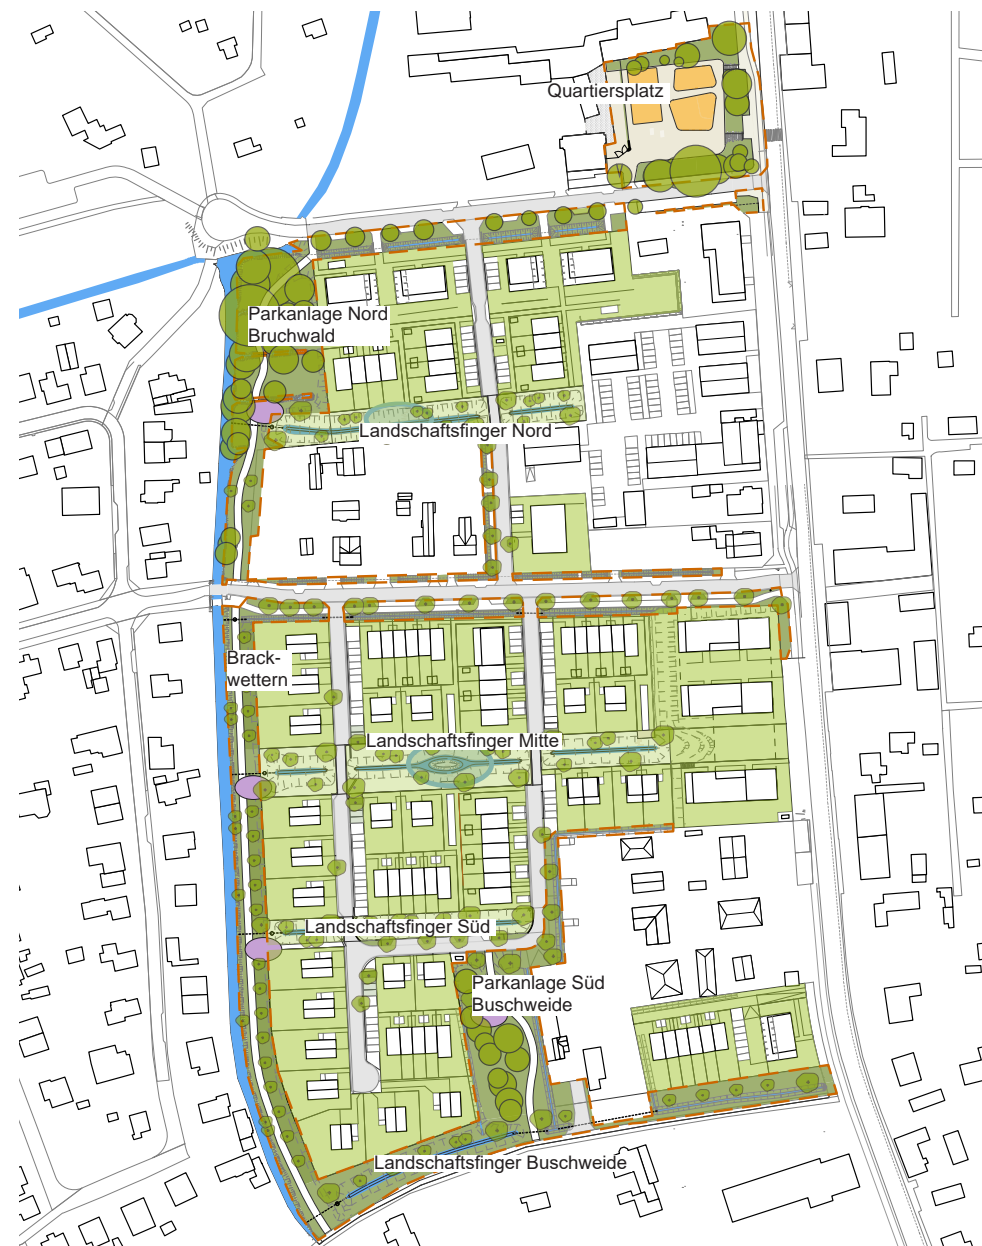 Quartiersplatz
Parkanlage Nord
Bruchwald
Landschaftsfinger Nord
Brack-
wettern
Landschaftsfinger Mitte
Landschaftsfinger Süd
Parkanlage Süd
Buschweide
Landschaftsfinger Buschweide